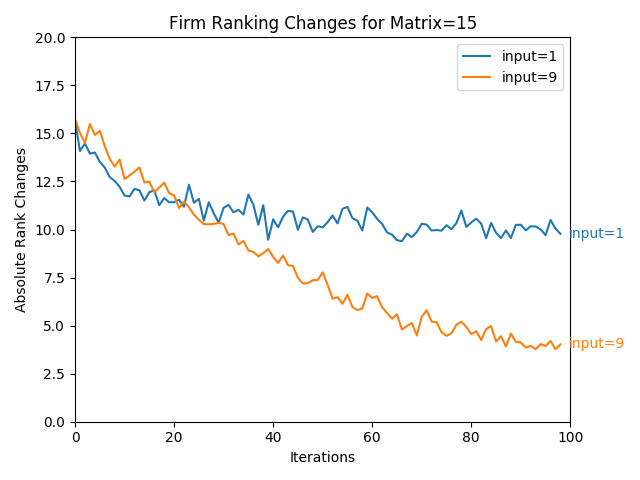 Firm Ranking Changes for Matrix=15
Absolute Rank Changes
20.0
17.5
15.0
12.5
10.0
7.5
5.0
2.5
0.0
input=1
input=9
input=1
input=9
0 20 40 60 80 100
Iterations